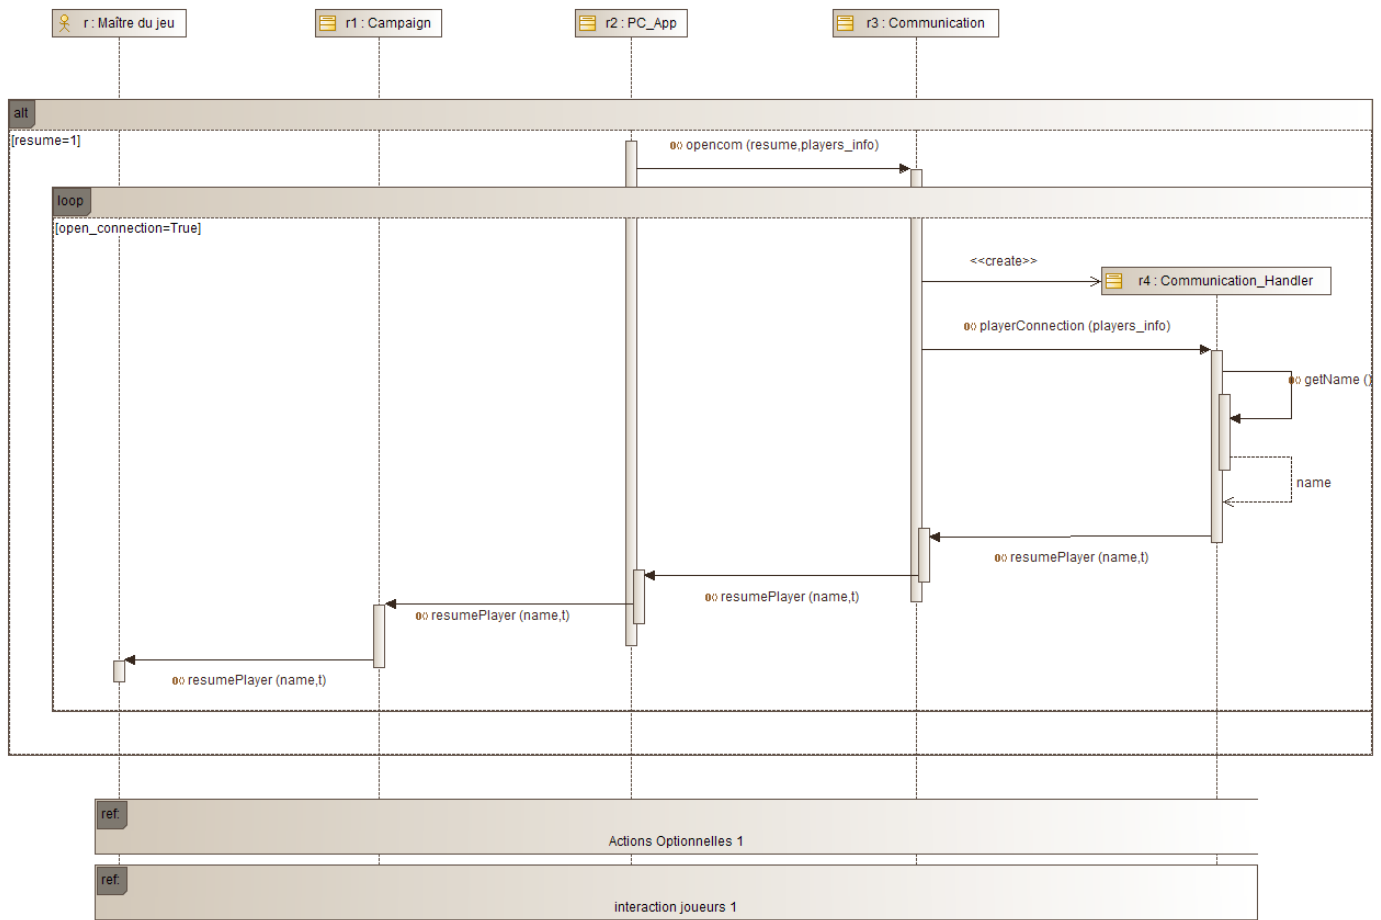 r : Maître du jeu
r1 : Campaign
r2 : PC_App
r3 : Communication
alt
[resume=1]
opencom (resume,players_info)
loop
[open_connection=True]
<<create>>
r4 : Communication_Handler
playerConnection (players_info)
getName ()
name
resumePlayer (name,t)
resumePlayer (name,t)
resumePlayer (name,t)
resumePlayer (name,t)
ref:
Actions Optionnelles 1
ref:
interaction joueurs 1